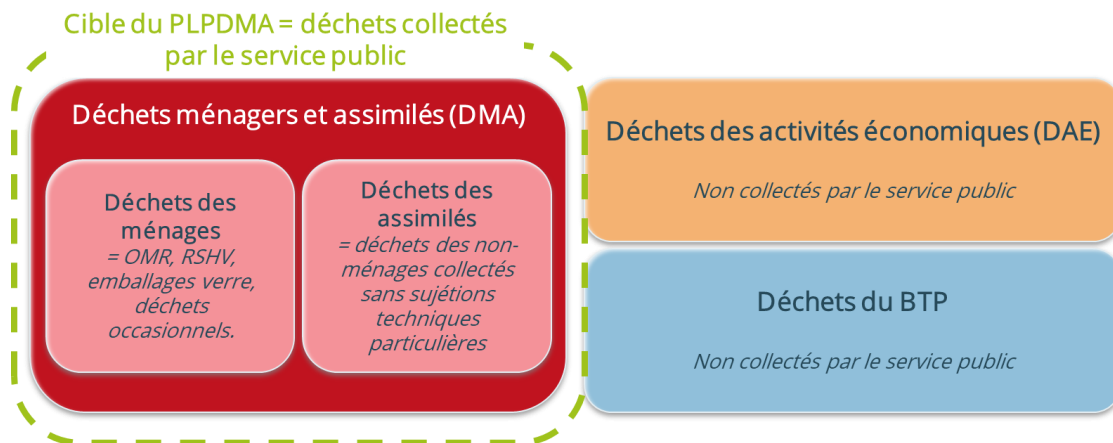 Cible du PLPDMA = déchets collectés
par le service public
Déchets ménagers et assimilés (DMA)
Déchets des
ménages
= OMR, RSHV,
emballages verre,
déchets
occasionnels.
Déchets des
assimilés
= déchets des non-
ménages collectés
sans sujétions
techniques
particulières
Déchets des activités économiques (DAE)
Non collectés par le service public
Déchets du BTP
Non collectés par le service public